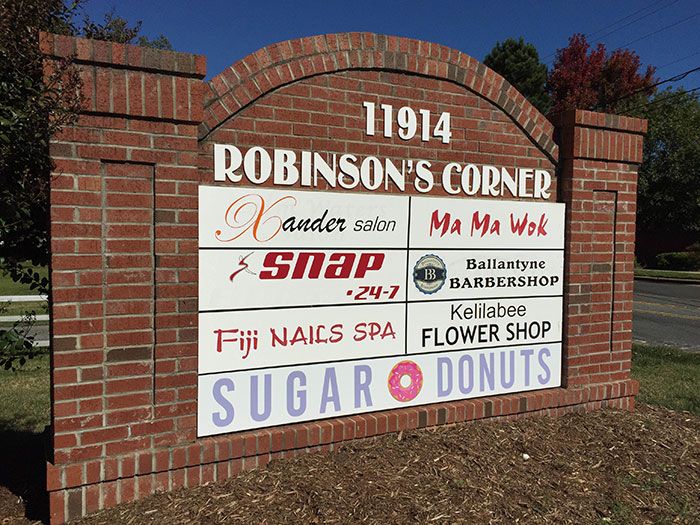 11914
ROBINSON'S CORNER
Xander salon
MA MA WOK
SNAP
24-7
BB
Ballantyne
BARBERSHOP
FIJI NAILS SPA
Kelilabee
FLOWER SHOP
SUGAR DONUTS